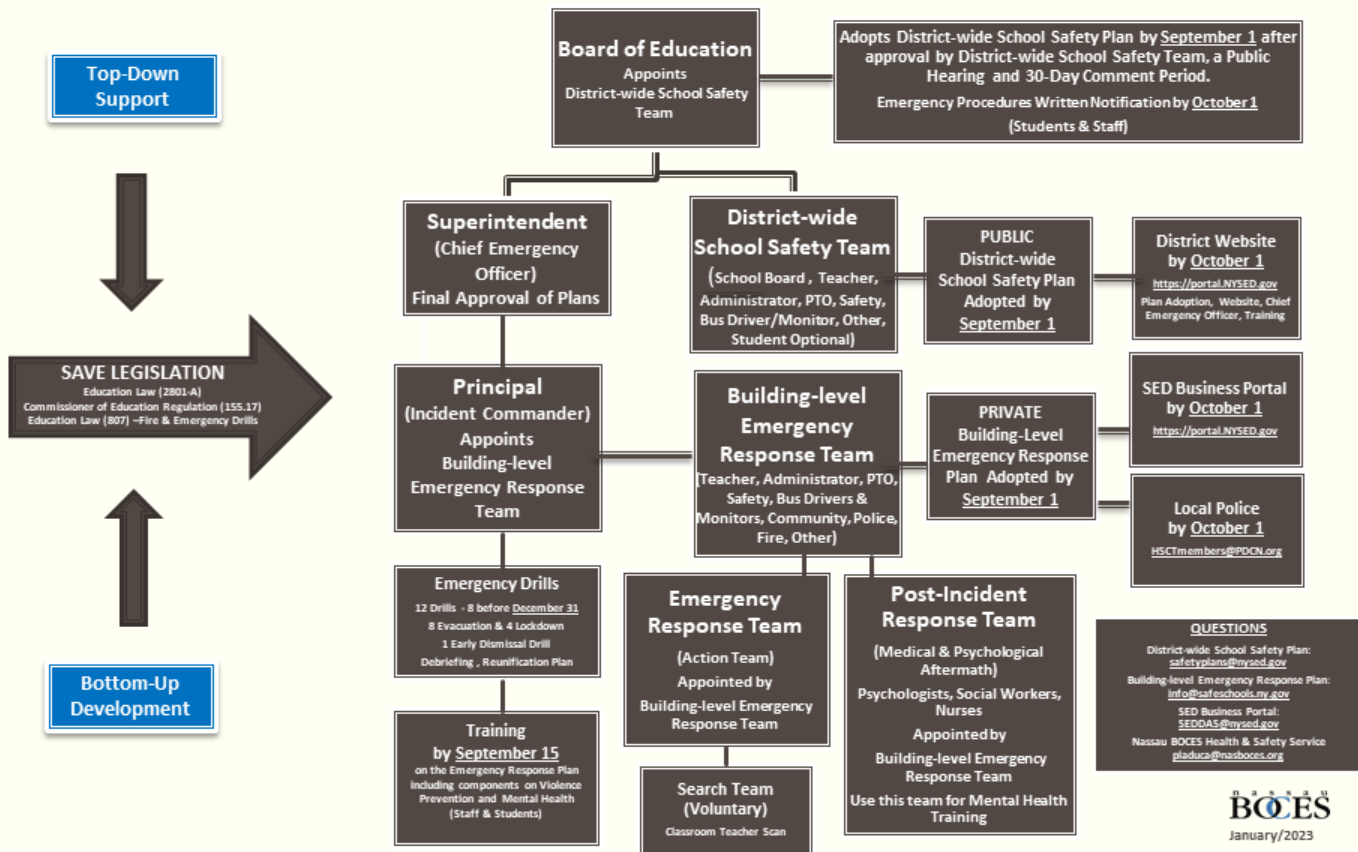 Top-Down
Support
Board of Education
Appoints
District-wide School Safety
Team
Adopts District-wide School Safety Plan by September 1 after
approval by District-wide School Safety Team, a Public
Hearing and 30-Day Comment Period.
Emergency Procedures Written Notification by October 1
(Students & Staff)
Superintendent
(Chief Emergency
Officer)
Final Approval of Plans
District-wide
School Safety Team
(School Board , Teacher,
Administrator, PTO, Safety,
Bus Driver/Monitor, Other,
Student Optional)
PUBLIC
District-wide
School Safety Plan
Adopted by
September 1
District Website
by October 1
https://portal.NYSED.gov
Plan Adoption, Website, Chief
Emergency Officer, Training
SAVE LEGISLATION
Education Law (2801-A)
Commissioner of Education Regulation (155.17)
Education Law (807) –Fire & Emergency Drills
Principal
(Incident Commander)
Appoints
Building-level
Emergency Response
Team
Building-level
Emergency
Response Team
(Teacher, Administrator, PTO,
Safety, Bus Drivers &
Monitors, Community, Police,
Fire, Other)
PRIVATE
Building-Level
Emergency Response
Plan Adopted by
September 1
SED Business Portal
by October 1
https://portal.NYSED.gov
Local Police
by October 1
HSCTmembers@PDCN.org
Bottom-Up
Development
Emergency Drills
12 Drills - 8 before December 31
8 Evacuation & 4 Lockdown
1 Early Dismissal Drill
Debriefing , Reunification Plan
Training
by September 15
on the Emergency Response Plan
including components on Violence
Prevention and Mental Health
(Staff & Students)
Emergency
Response Team
(Action Team)
Appointed by
Building-level Emergency
Response Team
Search Team
(Voluntary)
Classroom Teacher Scan
Post-Incident
Response Team
(Medical & Psychological
Aftermath)
Psychologists, Social Workers,
Nurses
Appointed by
Building-level Emergency
Response Team
Use this team for Mental Health
Training
QUESTIONS
District-wide School Safety Plan:
safetyplans@nysed.gov
Building-level Emergency Response Plan:
info@safeschools.ny.gov
SED Business Portal:
SEDDAS@nysed.gov
Nassau BOCES Health & Safety Service
pladuca@nasboces.org
nassau
BOCES
January/2023